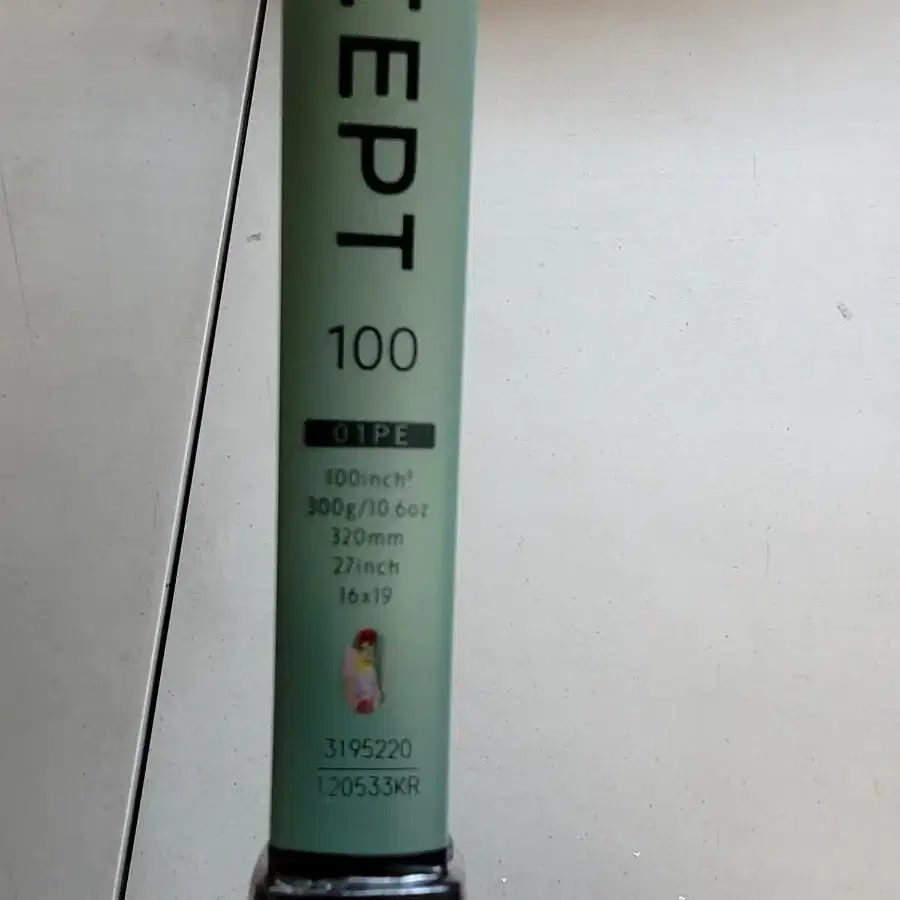 EPT
100
01PE
100inch²
300g/10.6oz
320mm
27inch
16x19
3195220
120533KR